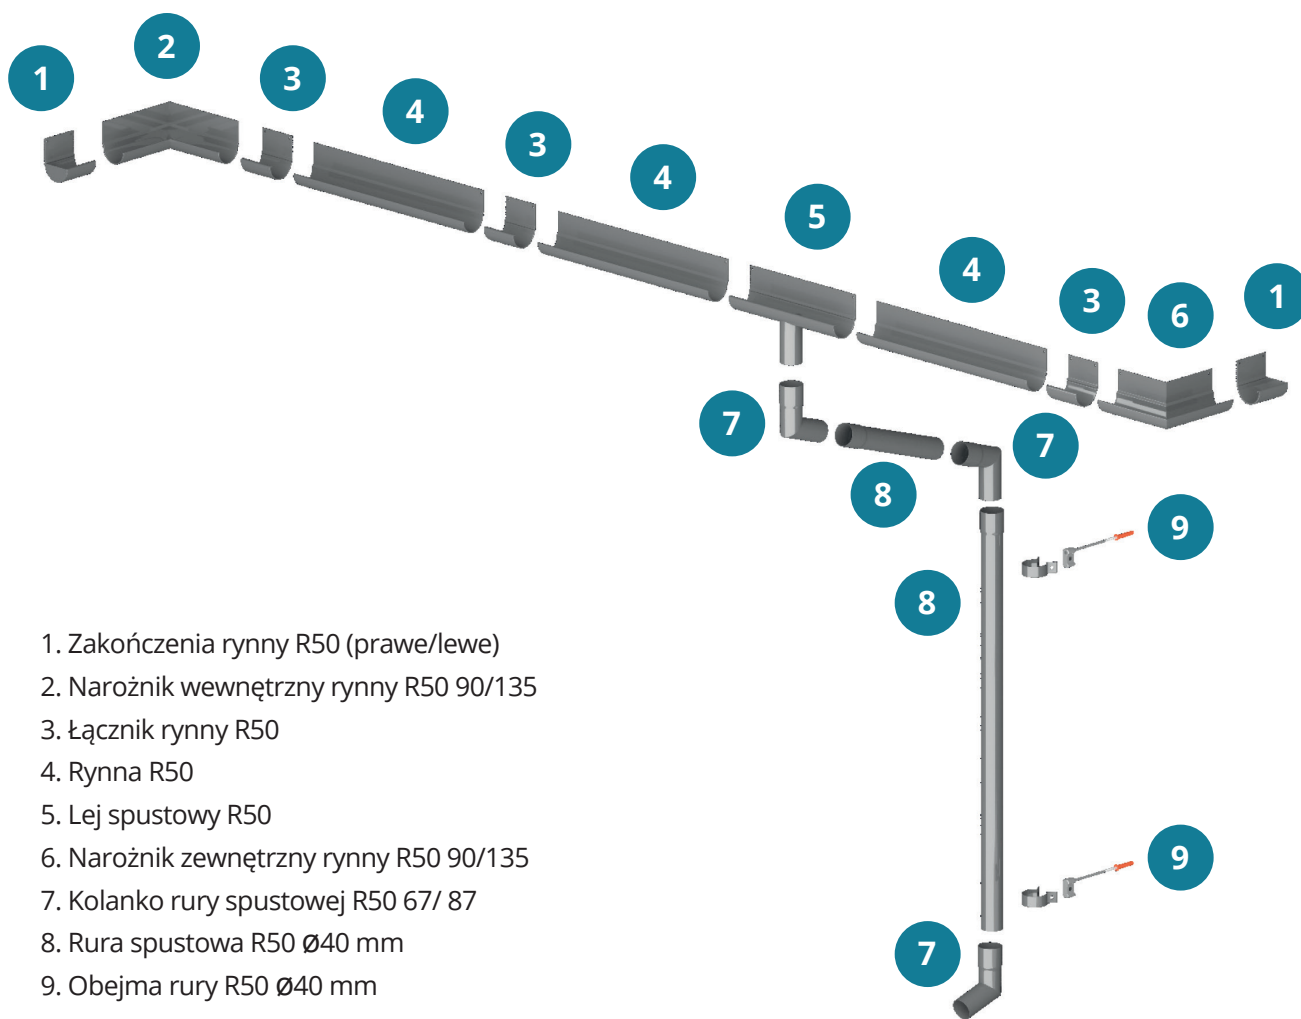 2
1
3
4
3
4
5
4
3
6
1
7
7
8
9
8
1. Zakończenia rynny R50 (prawe/lewe)
2. Narożnik wewnętrzny rynny R50 90/135
3. Łącznik rynny R50
4. Rynna R50
5. Lej spustowy R50
6. Narożnik zewnętrzny rynny R50 90/135
7. Kolanko rury spustowej R50 67/ 87
8. Rura spustowa R50 Ø40 mm
9. Obejma rury R50 Ø40 mm
9
7